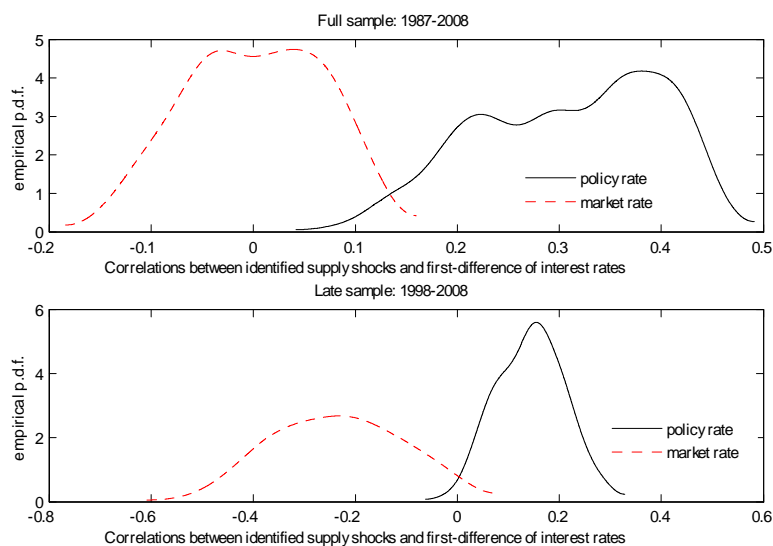 Full sample: 1987-2008
5
4
3
2
1
0
empirical p.d.f.
policy rate
market rate
-0.2 -0.1 0 0.1 0.2 0.3 0.4 0.5
Correlations between identified supply shocks and first-difference of interest rates
Late sample: 1998-2008
6
4
2
0
empirical p.d.f.
policy rate
market rate
-0.8 -0.6 -0.4 -0.2 0 0.2 0.4 0.6
Correlations between identified supply shocks and first-difference of interest rates